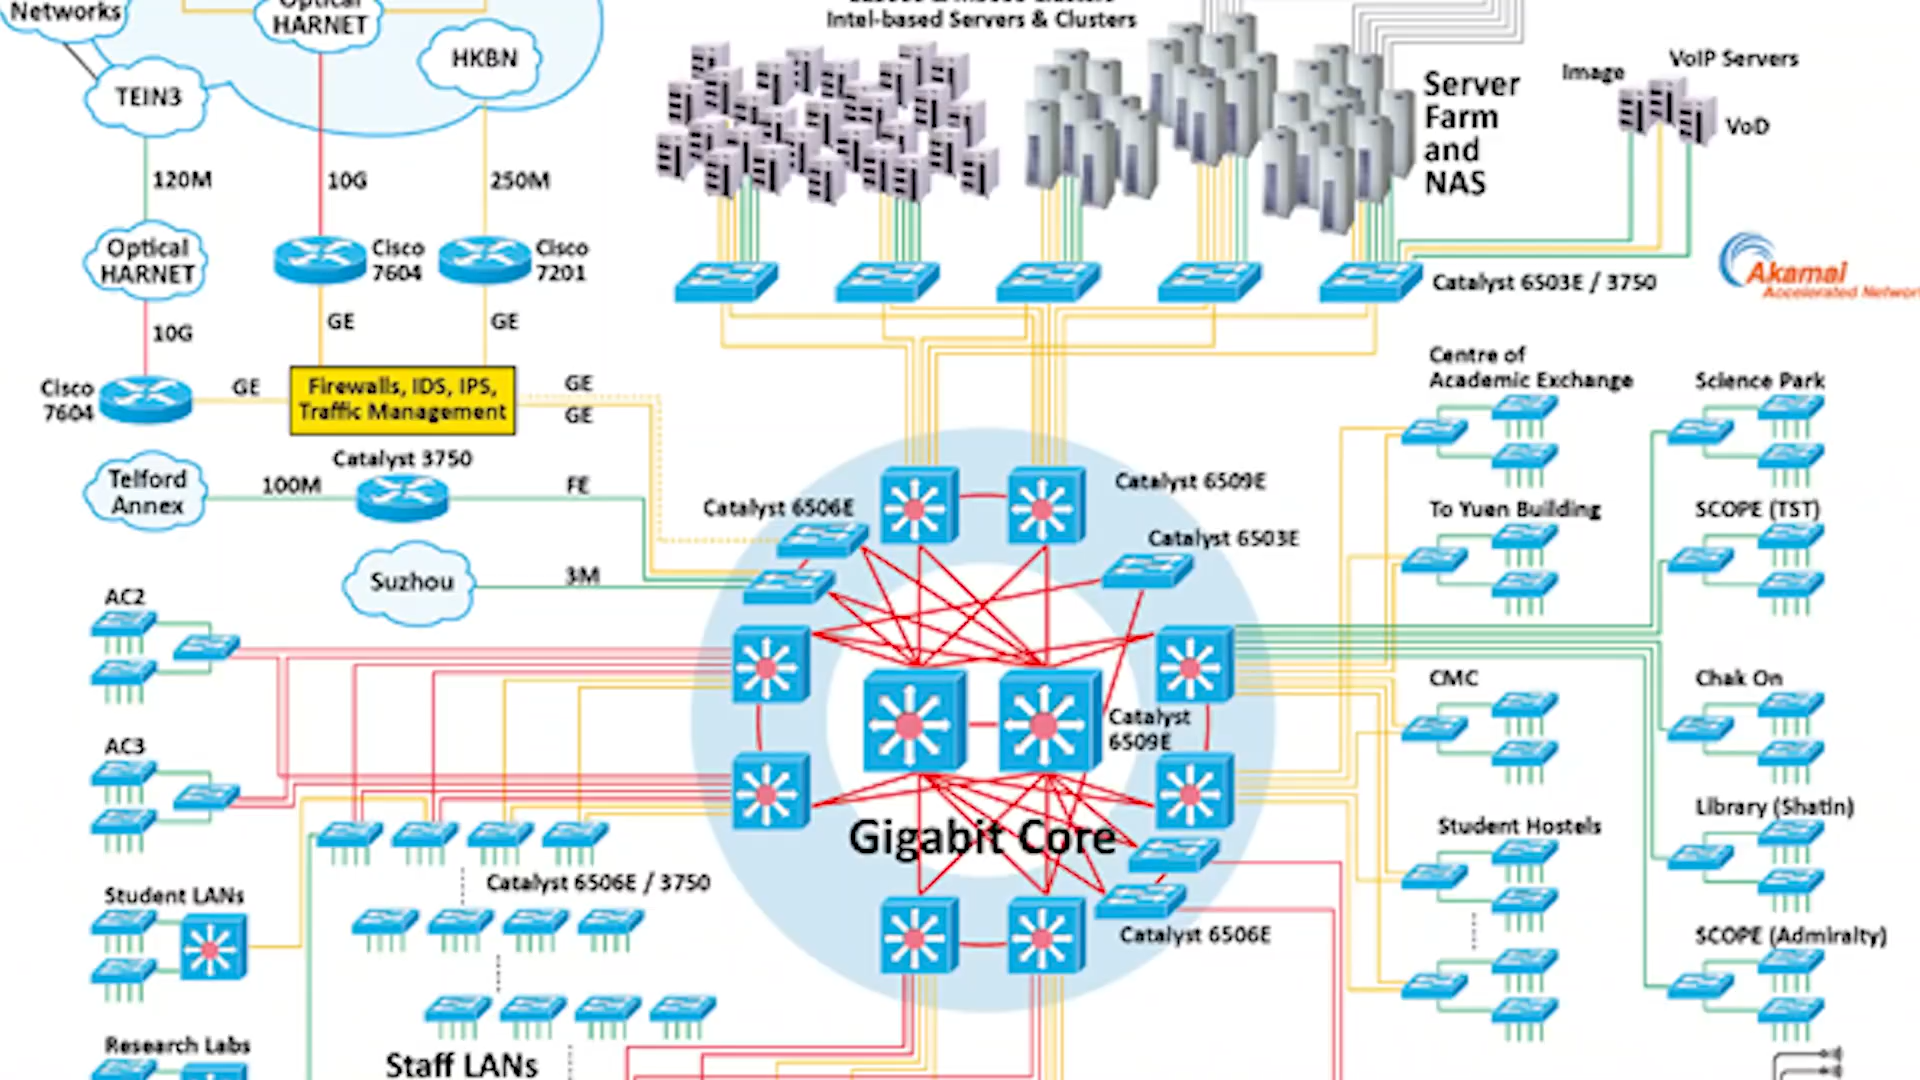 Networks
Optical
HARNET
HKBN
TEIN3
120M
10G
250M
Optical
HARNET
Cisco
7604
Cisco
7201
10G
GE
GE
Cisco
7604
GE
Firewalls, IDS, IPS,
Traffic Management
GE
GE
Telford
Annex
100M
Catalyst 3750
FE
Suzhou
3M
Intel-based Servers & Clusters
Server
Farm
and
NAS
Image
VoIP Servers
VoD
Catalyst 6503E / 3750
Akamai
Accelerated Network
Catalyst 6506E
Catalyst 6509E
Catalyst 6503E
Catalyst
6509E
Gigabit Core
Catalyst 6506E
AC2
AC3
Student LANs
Research Labs
Catalyst 6506E / 3750
Staff LANs
Centre of
Academic Exchange
To Yuen Building
CMC
Student Hostels
Science Park
SCOPE (TST)
Chak On
Library (Shatin)
SCOPE (Admiralty)